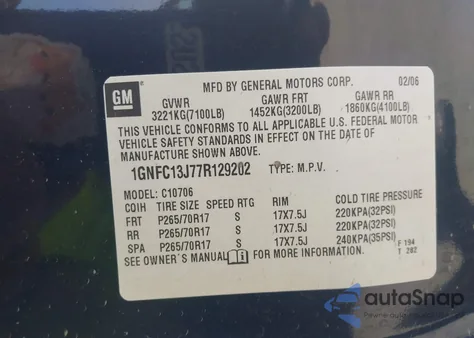 GM
MFD BY GENERAL MOTORS CORP. 02/06
GVWR GAWR FRT GAWR RR
3221KG(7100LB) 1452KG(3200LB) 1860KG(4100LB)
THIS VEHICLE CONFORMS TO ALL APPLICABLE U.S. FEDERAL MOTOR
VEHICLE SAFETY STANDARDS IN EFFECT ON THE DATE OF
MANUFACTURE SHOWN ABOVE.
1GNFC13J77R129202 TYPE: M.P.V.
MODEL: C10706
COIH TIRE SIZE SPEED RTG RIM COLD TIRE PRESSURE
FRT P265/70R17 S 17X7.5J 220KPA(32PSI)
RR P265/70R17 S 17X7.5J 220KPA(32PSI)
SPA P265/70R17 S 17X7.5J 240KPA(35PSI)
SEE OWNER'S MANUAL FOR MORE INFORMATION.
F 194
T 202
autoSnap